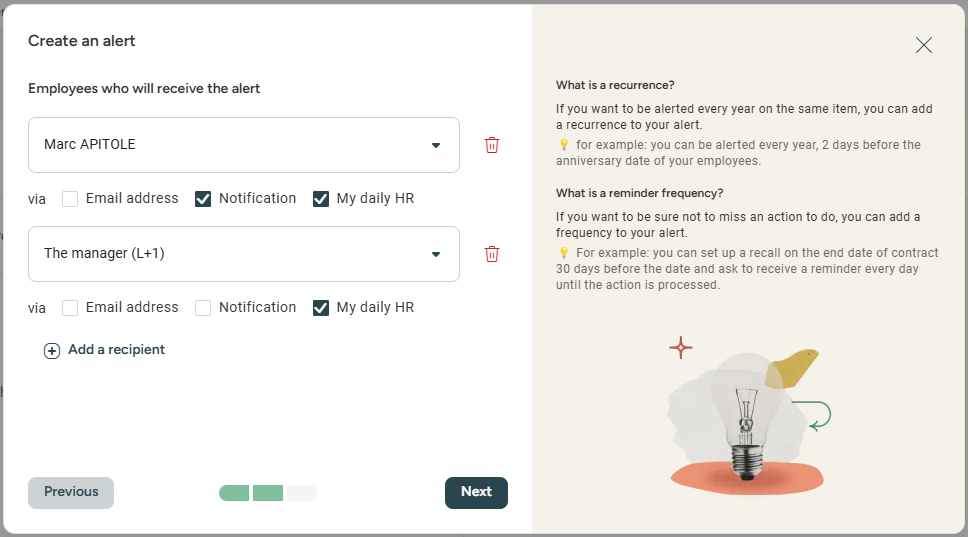 Create an alert
Employees who will receive the alert
Marc APITOLE
via Email address Notification My daily HR
The manager (L+1)
via Email address Notification My daily HR
Add a recipient
Previous
Next
What is a recurrence?
If you want to be alerted every year on the same item, you can add
a recurrence to your alert.
💡 for example: you can be alerted every year, 2 days before the
anniversary date of your employees.
What is a reminder frequency?
If you want to be sure not to miss an action to do, you can add a
frequency to your alert.
💡 For example: you can set up a recall on the end date of contract
30 days before the date and ask to receive a reminder every day
until the action is processed.